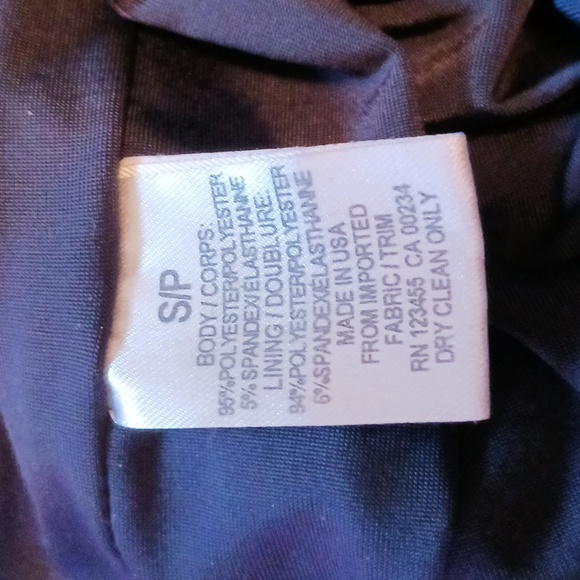 S/P
BODY / CORPS:
95%POLYESTER/POLYESTER
5% SPANDEX/ELASTHANNE
LINING / DOUBLURE:
94%POLYESTER/POLYESTER
6%SPANDEX/ELASTHANNE
MADE IN USA
FROM IMPORTED
FABRIC / TRIM
RN 123455 CA 00234
DRY CLEAN ONLY